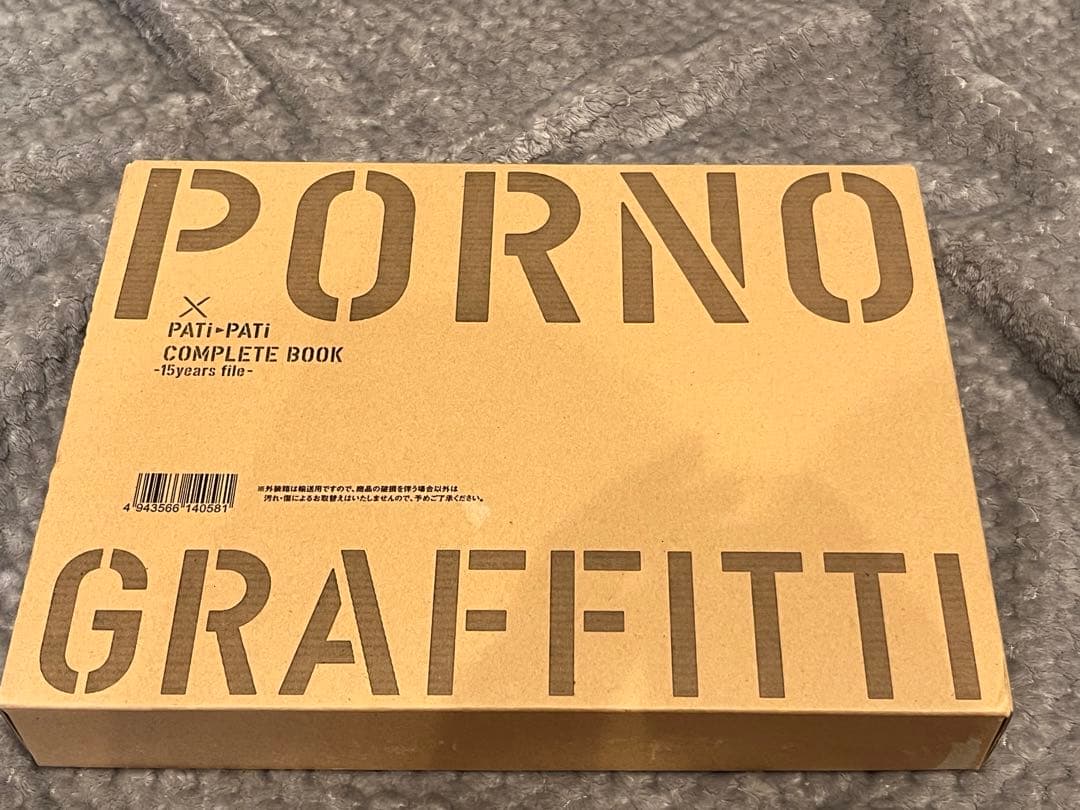 PORNO
×
PATi▸PATi
COMPLETE BOOK
-15years file-
4 943566 140581
※外装箱は輸送用ですので、商品の破損を伴う場合以外は
汚れ・傷によるお取替えはいたしませんので、予めご了承ください。
GRAFFITTI